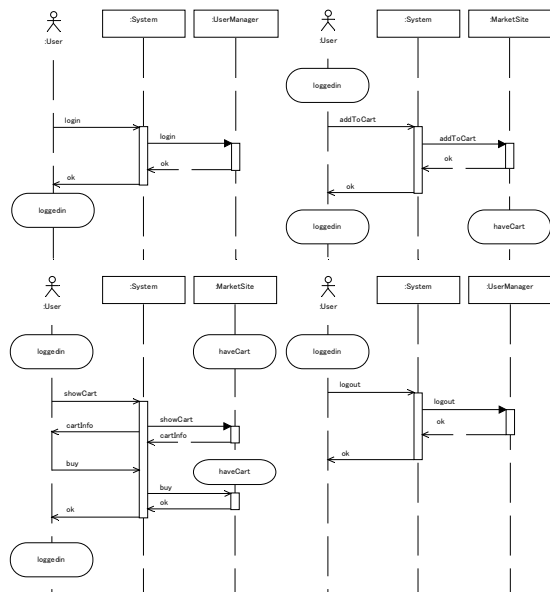 :User
:System
:UserManager
login
login
ok
ok
loggedin
:User
:System
:MarketSite
loggedin
addToCart
addToCart
ok
ok
loggedin
haveCart
:User
:System
:MarketSite
loggedin
haveCart
showCart
showCart
cartInfo
cartInfo
buy
haveCart
buy
ok
ok
loggedin
:User
:System
:UserManager
loggedin
logout
logout
ok
ok